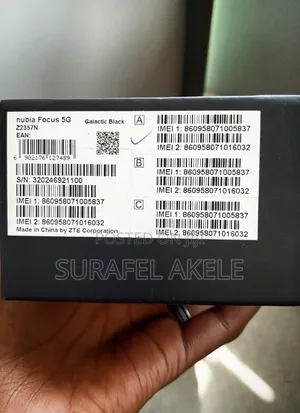 nubia Focus 5G
Z2357N
Galactic Black
EAN:
6 902176 127489
S/N: 320246921100
IMEI 1: 860958071005837
IMEI 2: 860958071016032
Made in China by ZTE Corporation
A
IMEI 1: 860958071005837
IMEI 2: 860958071016032
B
IMEI 1: 860958071005837
IMEI 2: 860958071016032
C
IMEI 1: 860958071005837
IMEI 2: 860958071016032
POSTED ON
SURAFEL AKELE